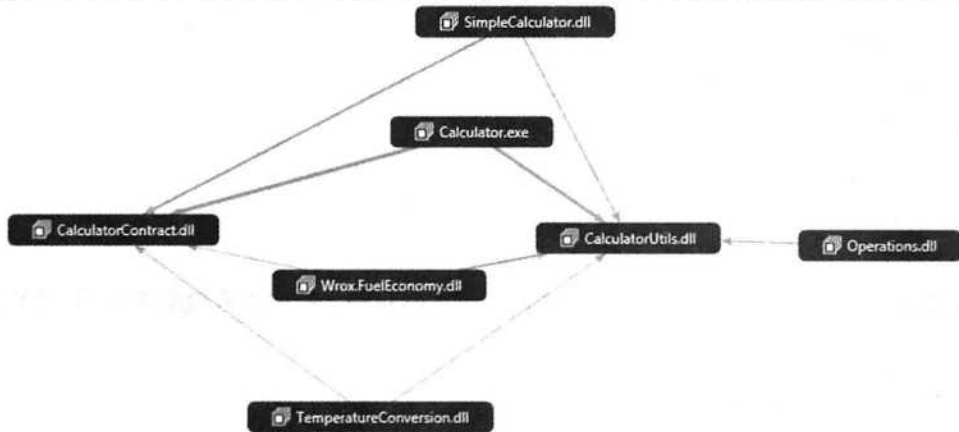 SimpleCalculator.dll
Calculator.exe
CalculatorContract.dll
CalculatorUtils.dll
Operations.dll
Wrox.FuelEconomy.dll
TemperatureConversion.dll